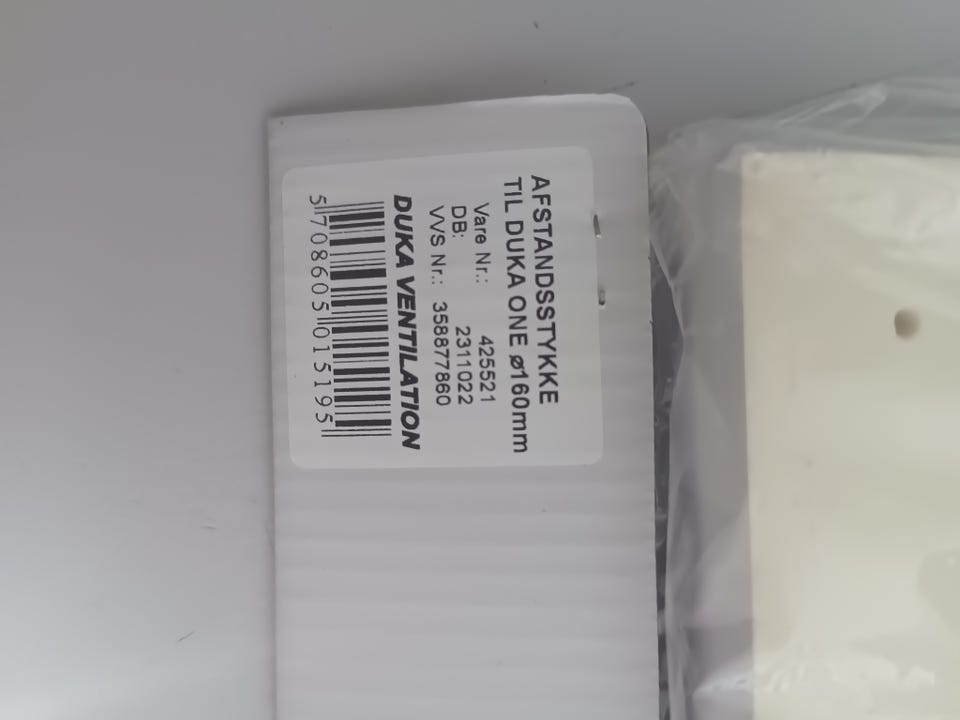 AFSTANDSSTYKKE
TIL DUKA ONE ø160mm
Vare Nr.: 425521
DB: 2311022
VVS Nr.: 358877860
DUKA VENTILATION
5 708605 015195